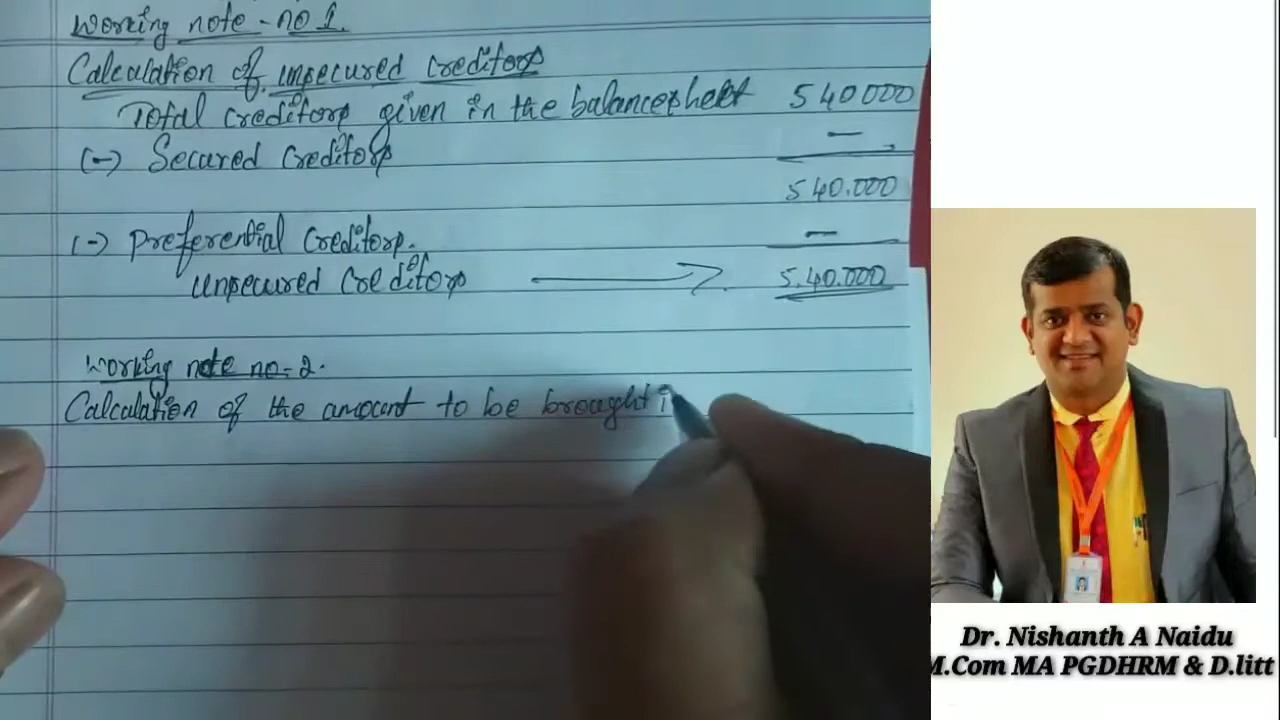 Working note - no 1.
Calculation of unsecured creditors
Total creditors given in the balancesheet 540000
(-) Secured creditors —
540.000
(-) Preferential Creditors. —
unsecured Creditors 5.40.000
Working note no-2.
Calculation of the amount to be brought i
Dr. Nishanth A Naidu
M.Com MA PGDHRM & D.litt